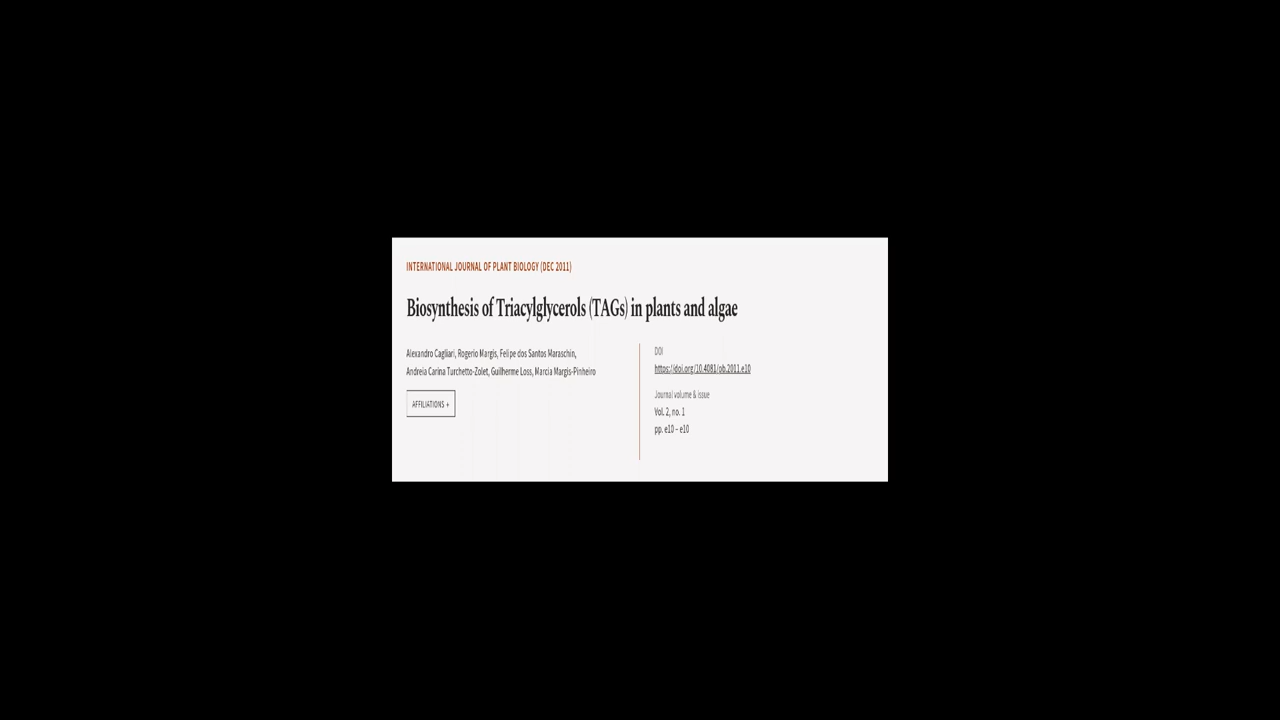 INTERNATIONAL JOURNAL OF PLANT BIOLOGY (DEC 2011)
Biosynthesis of Triacylglycerols (TAGs) in plants and algae
Alexandro Cagliari, Rogerio Margis, Felipe dos Santos Maraschin,
Andreia Carina Turchetto-Zolet, Guilherme Loss, Marcia Margis-Pinheiro
AFFILIATIONS +
DOI
https://doi.org/10.4081/pb.2011.e10
Journal volume & issue
Vol. 2, no. 1
pp. e10 – e10